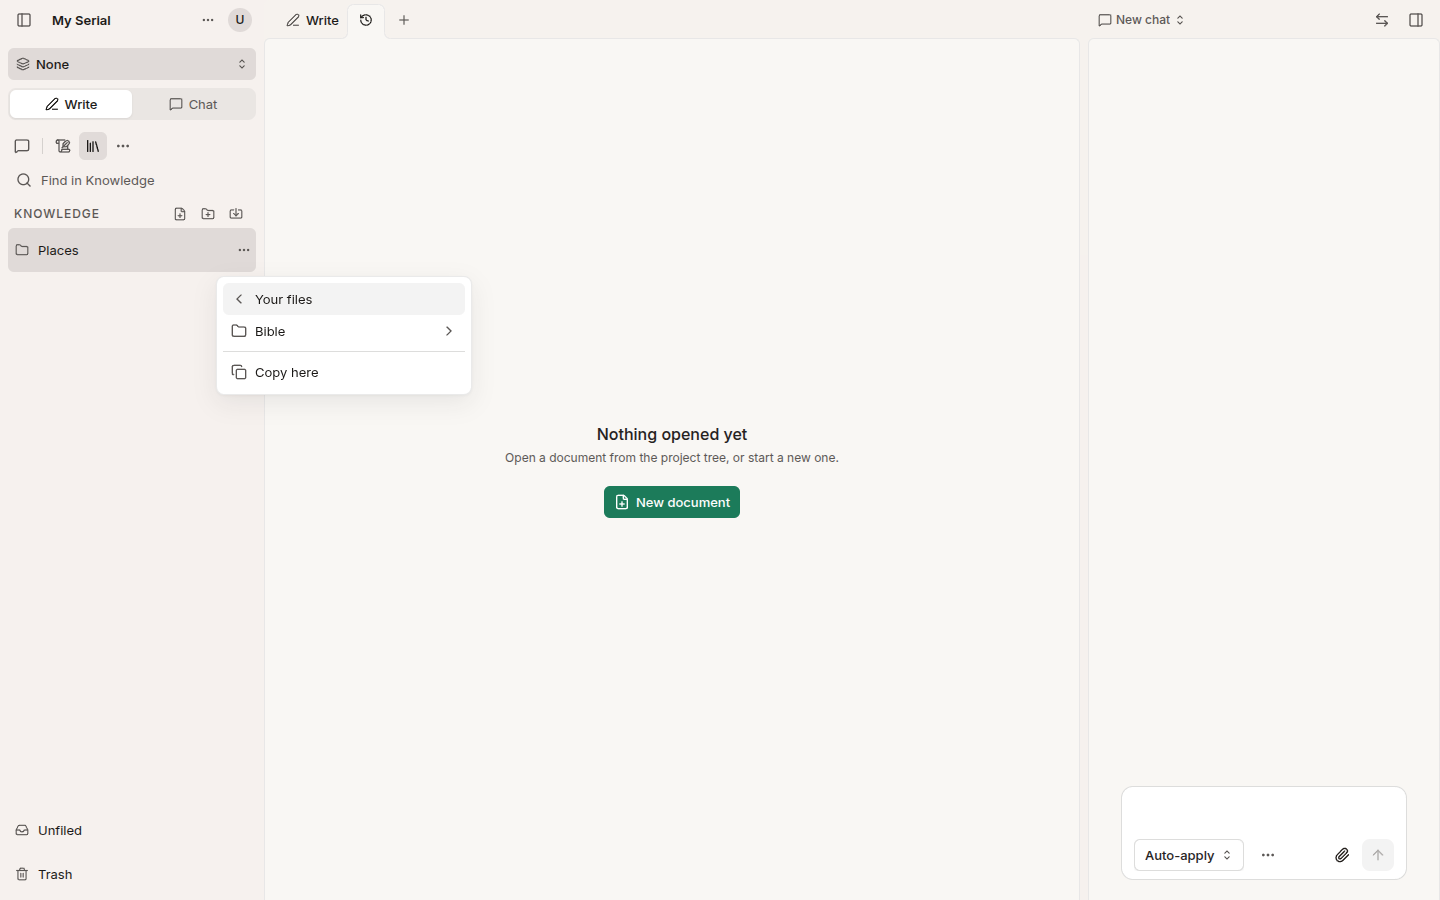 My Serial
U
None
Write
Chat
Find in Knowledge
KNOWLEDGE
Places
Your files
Bible
Copy here
Unfiled
Trash
Write
Nothing opened yet
Open a document from the project tree, or start a new one.
New document
New chat
Auto-apply